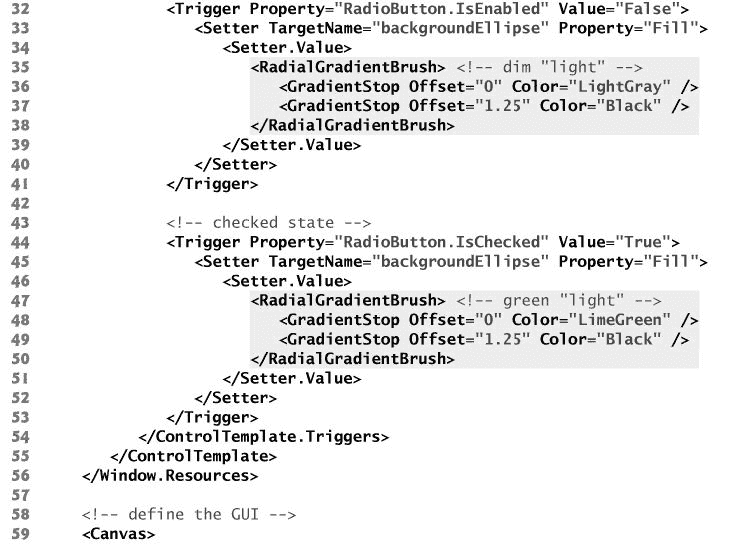 32 <Trigger Property="RadioButton.IsEnabled" Value="False">
33 <Setter TargetName="backgroundEllipse" Property="Fill">
34 <Setter.Value>
35 <RadialGradientBrush> <!-- dim "light" -->
36 <GradientStop Offset="0" Color="LightGray" />
37 <GradientStop Offset="1.25" Color="Black" />
38 </RadialGradientBrush>
39 </Setter.Value>
40 </Setter>
41 </Trigger>
42
43 <!-- checked state -->
44 <Trigger Property="RadioButton.IsChecked" Value="True">
45 <Setter TargetName="backgroundEllipse" Property="Fill">
46 <Setter.Value>
47 <RadialGradientBrush> <!-- green "light" -->
48 <GradientStop Offset="0" Color="LimeGreen" />
49 <GradientStop Offset="1.25" Color="Black" />
50 </RadialGradientBrush>
51 </Setter.Value>
52 </Setter>
53 </Trigger>
54 </ControlTemplate.Triggers>
55 </ControlTemplate>
56 </Window.Resources>
57
58 <!-- define the GUI -->
59 <Canvas>